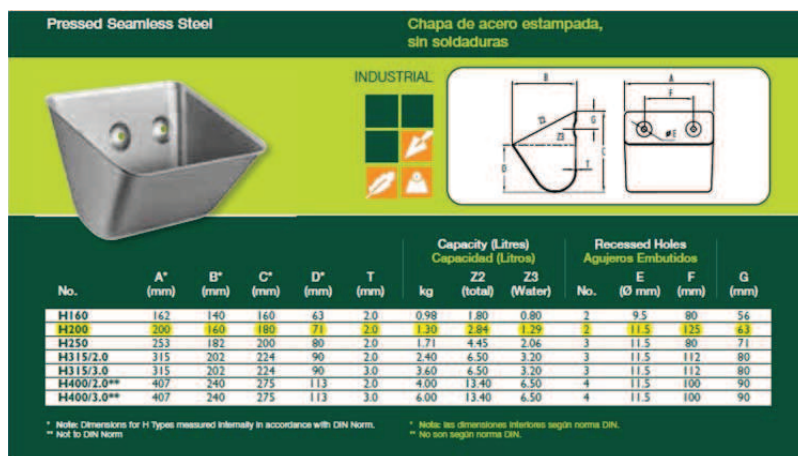 Pressed Seamless Steel
Chapa de acero estampada,
sin soldaduras
INDUSTRIAL
B
A
F
Z2
G
Z3
ØE
C
D
T
Capacity (Litres) Recessed Holes
Capacidad (Litros) Agujeros Embutidos
No. A* (mm) B* (mm) C* (mm) D* (mm) T (mm) kg Z2 (total) Z3 (Water) No. E (Ø mm) F (mm) G (mm)
H160 162 140 160 63 2.0 0.98 1.80 0.80 2 9.5 80 56
H200 200 160 180 71 2.0 1.30 2.84 1.29 2 11.5 125 63
H250 253 182 200 80 2.0 1.71 4.45 2.06 3 11.5 80 71
H315/2.0 315 202 224 90 2.0 2.40 6.50 3.20 3 11.5 112 80
H315/3.0 315 202 224 90 3.0 3.60 6.50 3.20 3 11.5 112 80
H400/2.0** 407 240 275 113 2.0 4.00 13.40 6.50 4 11.5 100 90
H400/3.0** 407 240 275 113 3.0 6.00 13.40 6.50 4 11.5 100 90
* Note: Dimensions for H Types measured internally in accordance with DIN Norm.
** Not to DIN Norm
* Nota: las dimensiones interiores según norma DIN.
** No son según norma DIN.